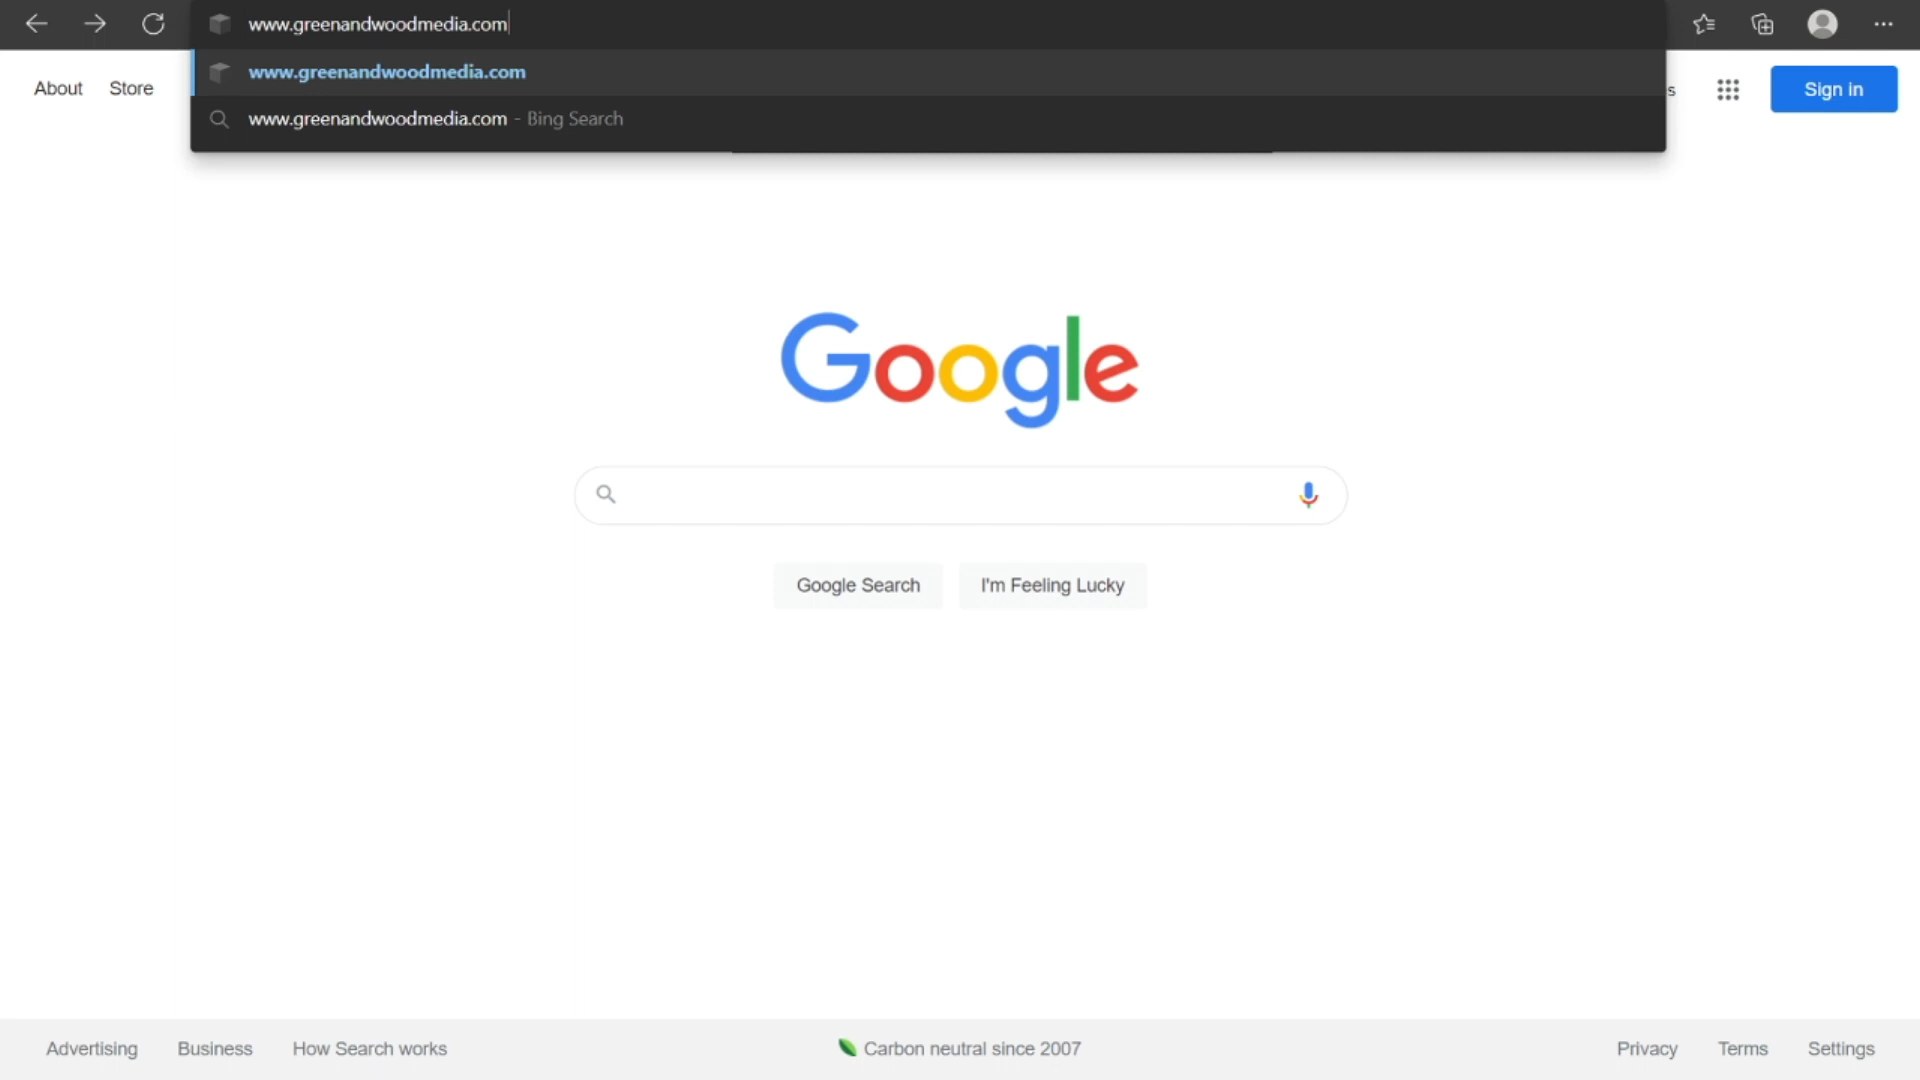 www.greenandwoodmedia.com
www.greenandwoodmedia.com
www.greenandwoodmedia.com - Bing Search
About Store s Sign in
Google
Google Search I'm Feeling Lucky
Advertising Business How Search works Carbon neutral since 2007 Privacy Terms Settings